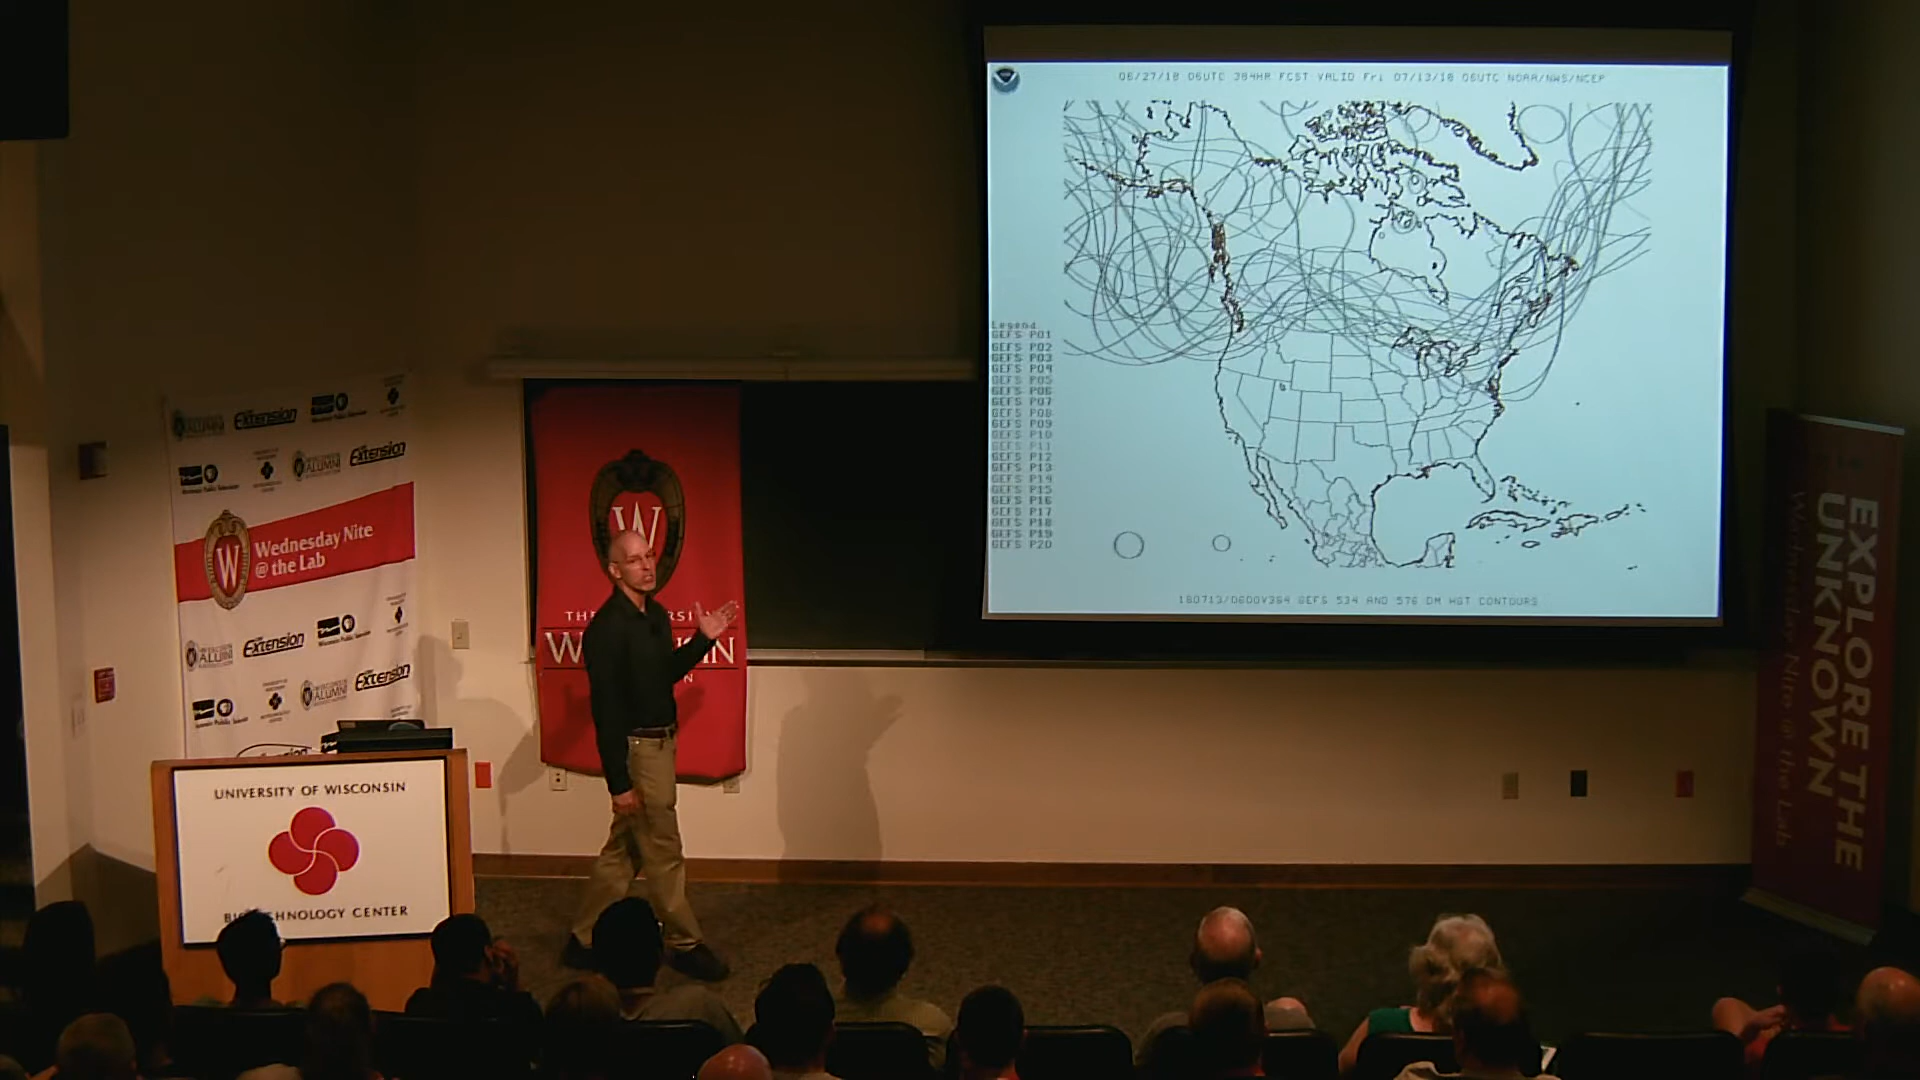 06/27/18 06UTC 384HR FCST VALID Fri 07/13/18 06UTC NOAA/NWS/NCEP
Legend
GEFS P01
GEFS P02
GEFS P03
GEFS P04
GEFS P05
GEFS P06
GEFS P07
GEFS P08
GEFS P09
GEFS P10
GEFS P11
GEFS P12
GEFS P13
GEFS P14
GEFS P15
GEFS P16
GEFS P17
GEFS P18
GEFS P19
GEFS P20
180713/0600V384 GEFS 534 AND 576 DM HGT CONTOURS
Extension
ALUMNI
Extension
W
Wednesday Nite
@ the Lab
ALUMNI
Extension
ALUMNI
Extension
W
UNIVERSITY OF WISCONSIN
CENTER
EXPLORE THE
UNKNOWN
Wednesday Nite @ the Lab